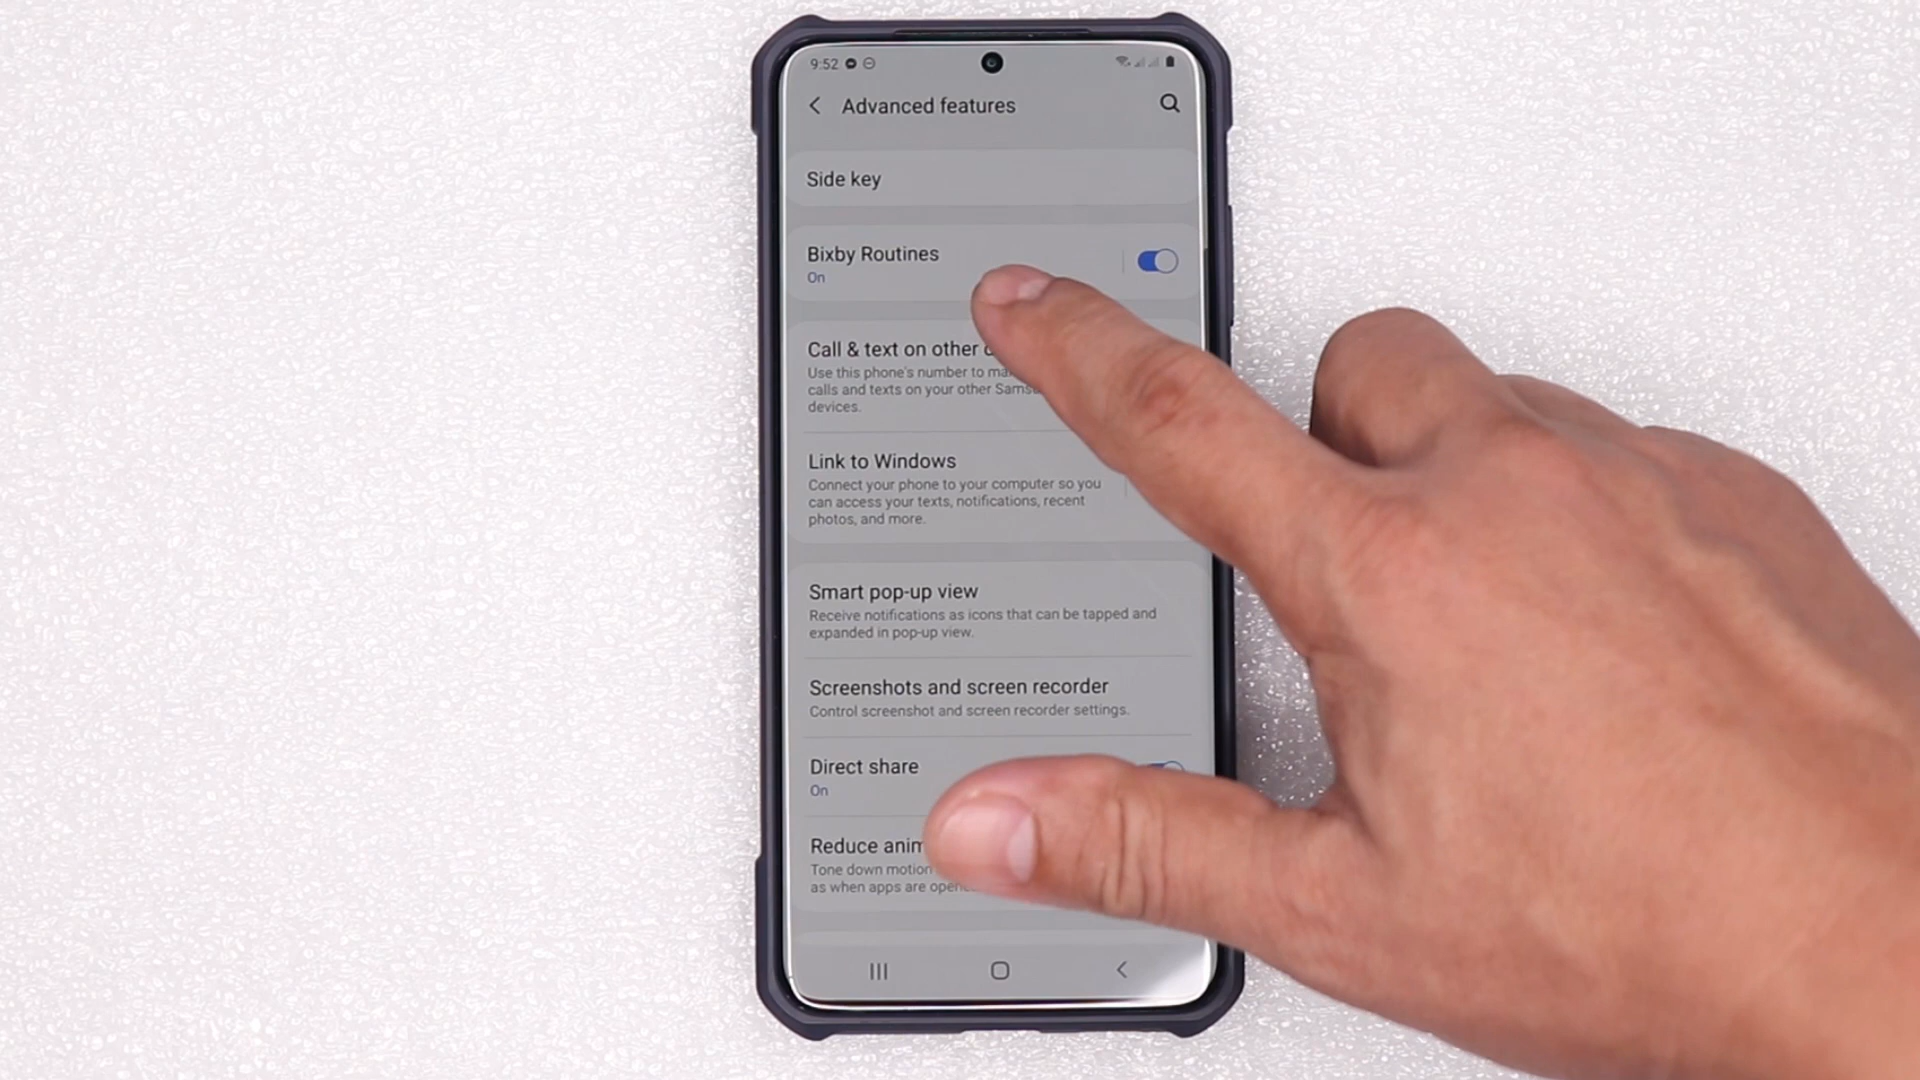 9:52
Advanced features
Side key
Bixby Routines
On
Call & text on other
Use this phone's number to
calls and texts on your other
devices.
Link to Windows
Connect your phone to your computer so you
can access your texts, notifications, recent
photos, and more.
Smart pop-up view
Receive notifications as icons that can be tapped and
expanded in pop-up view.
Screenshots and screen recorder
Control screenshot and screen recorder settings.
Direct share
On
Reduce
Tone down motion
as when apps are